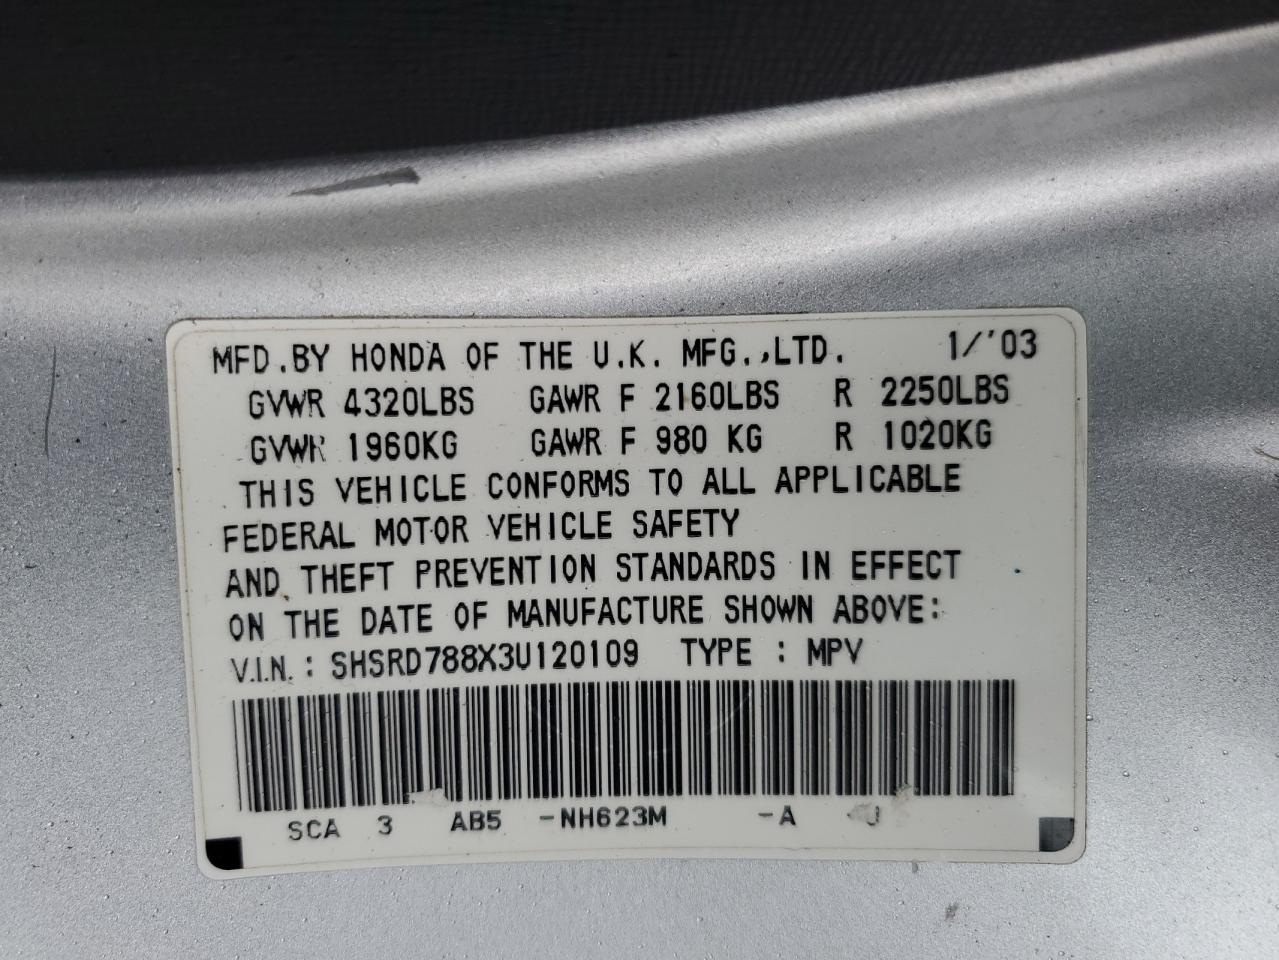 MFD.BY HONDA OF THE U.K. MFG.,LTD. 1/'03
GVWR 4320LBS GAWR F 2160LBS R 2250LBS
GVWR 1960KG GAWR F 980 KG R 1020KG
THIS VEHICLE CONFORMS TO ALL APPLICABLE
FEDERAL MOTOR VEHICLE SAFETY
AND THEFT PREVENTION STANDARDS IN EFFECT
ON THE DATE OF MANUFACTURE SHOWN ABOVE:
V.I.N.: SHSRD788X3U120109 TYPE : MPV
SCA 3 AB5 -NH623M -A